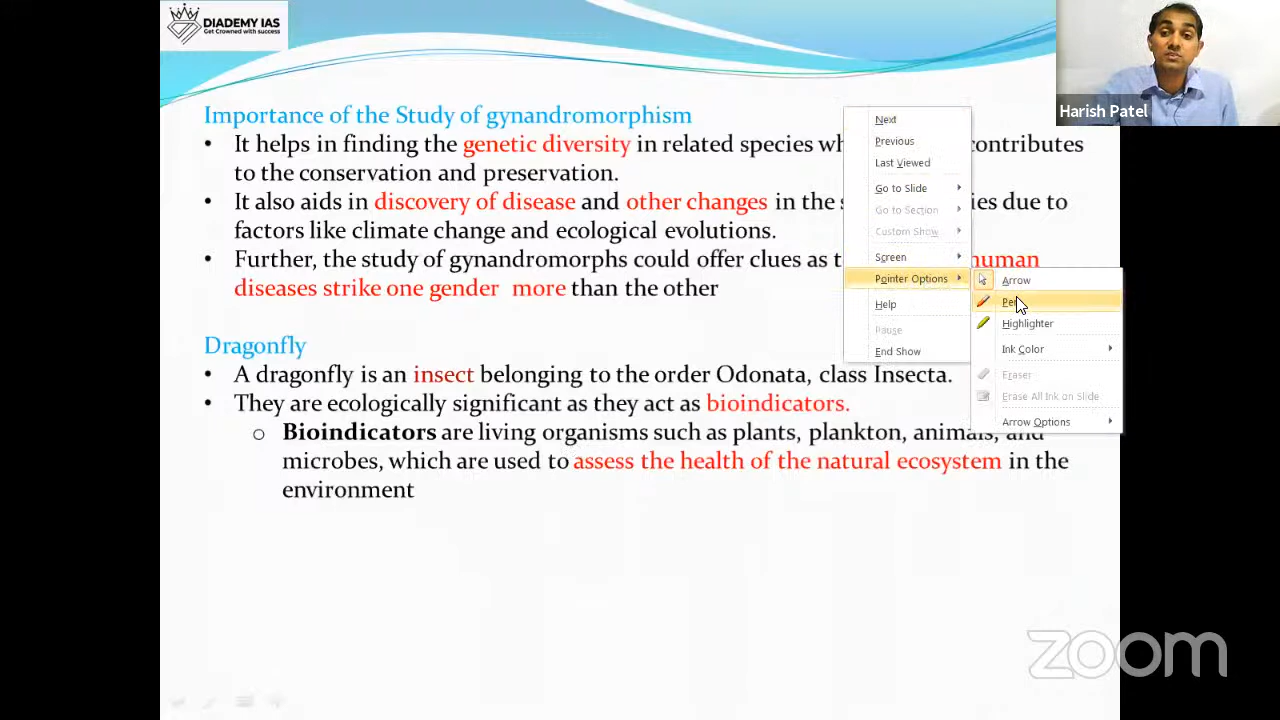 DIADEMY IAS
Get Crowned with success
Harish Patel
Importance of the Study of gynandromorphism
• It helps in finding the genetic diversity in related species contributes
to the conservation and preservation.
• It also aids in discovery of disease and other changes in the due to
factors like climate change and ecological evolutions.
• Further, the study of gynandromorphs could offer clues as human
diseases strike one gender more than the other
Dragonfly
• A dragonfly is an insect belonging to the order Odonata, class Insecta.
• They are ecologically significant as they act as bioindicators.
o Bioindicators are living organisms such as plants, plankton, animals, and
microbes, which are used to assess the health of the natural ecosystem in the
environment
Next
Previous
Last Viewed
Go to Slide
Go to Section
Custom Show
Screen
Pointer Options
Help
Pause
End Show
Arrow
Highlighter
Ink Color
Eraser
Erase All Ink on Slide
Arrow Options
zoom